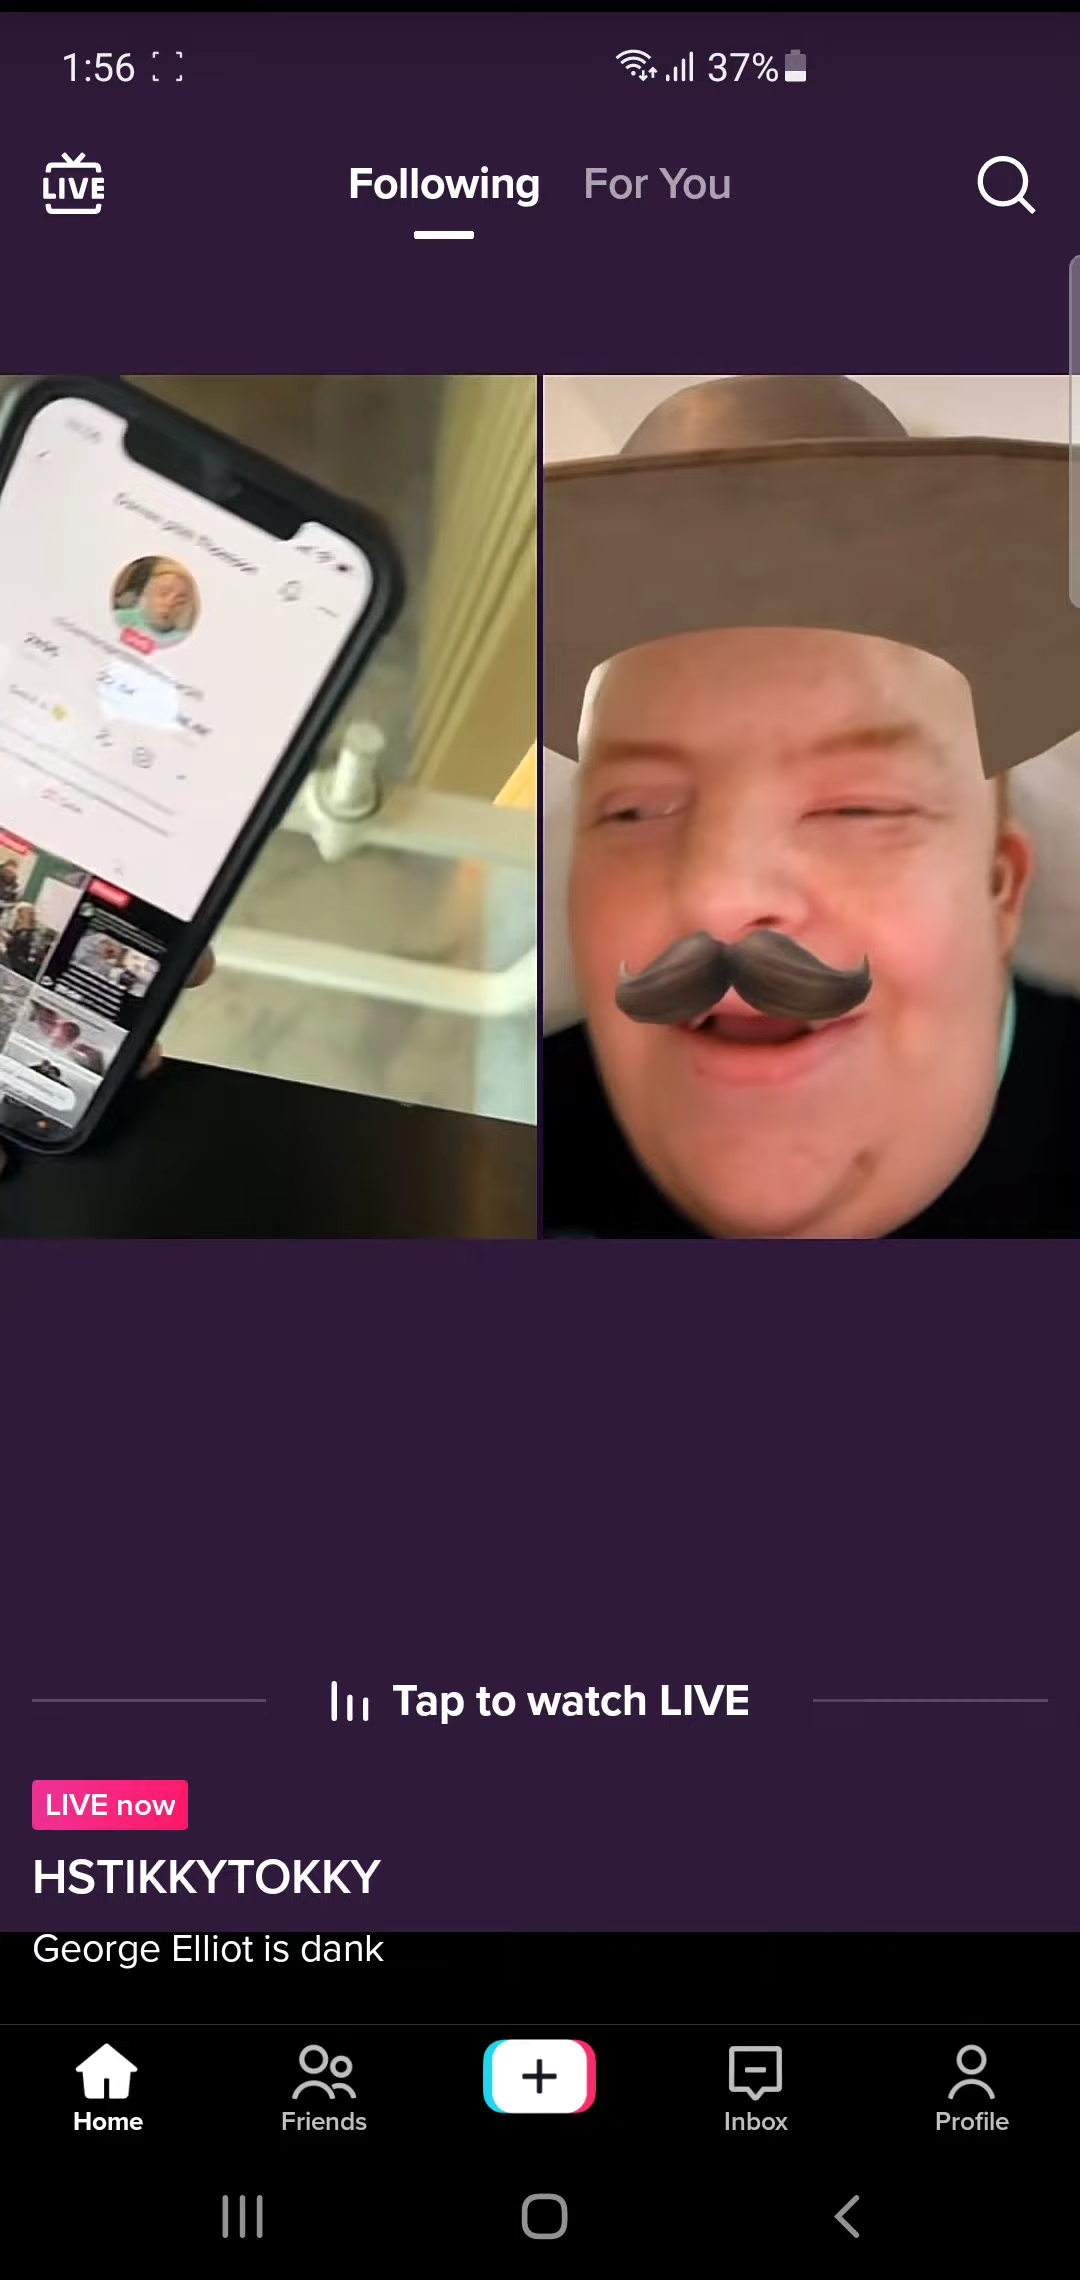 1:56 37%
LIVE Following For You
Tap to watch LIVE
LIVE now
HSTIKKYTOKKY
George Elliot is dank
Home Friends Inbox Profile